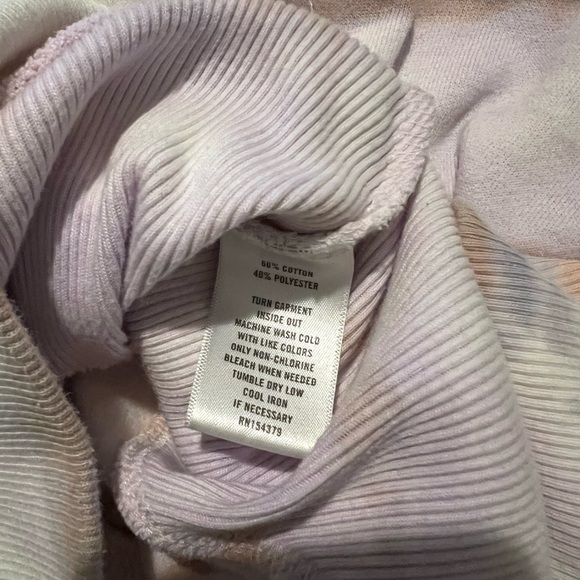 60% COTTON
40% POLYESTER
TURN GARMENT
INSIDE OUT
MACHINE WASH COLD
WITH LIKE COLORS
ONLY NON-CHLORINE
BLEACH WHEN NEEDED
TUMBLE DRY LOW
COOL IRON
IF NECESSARY
RN154379